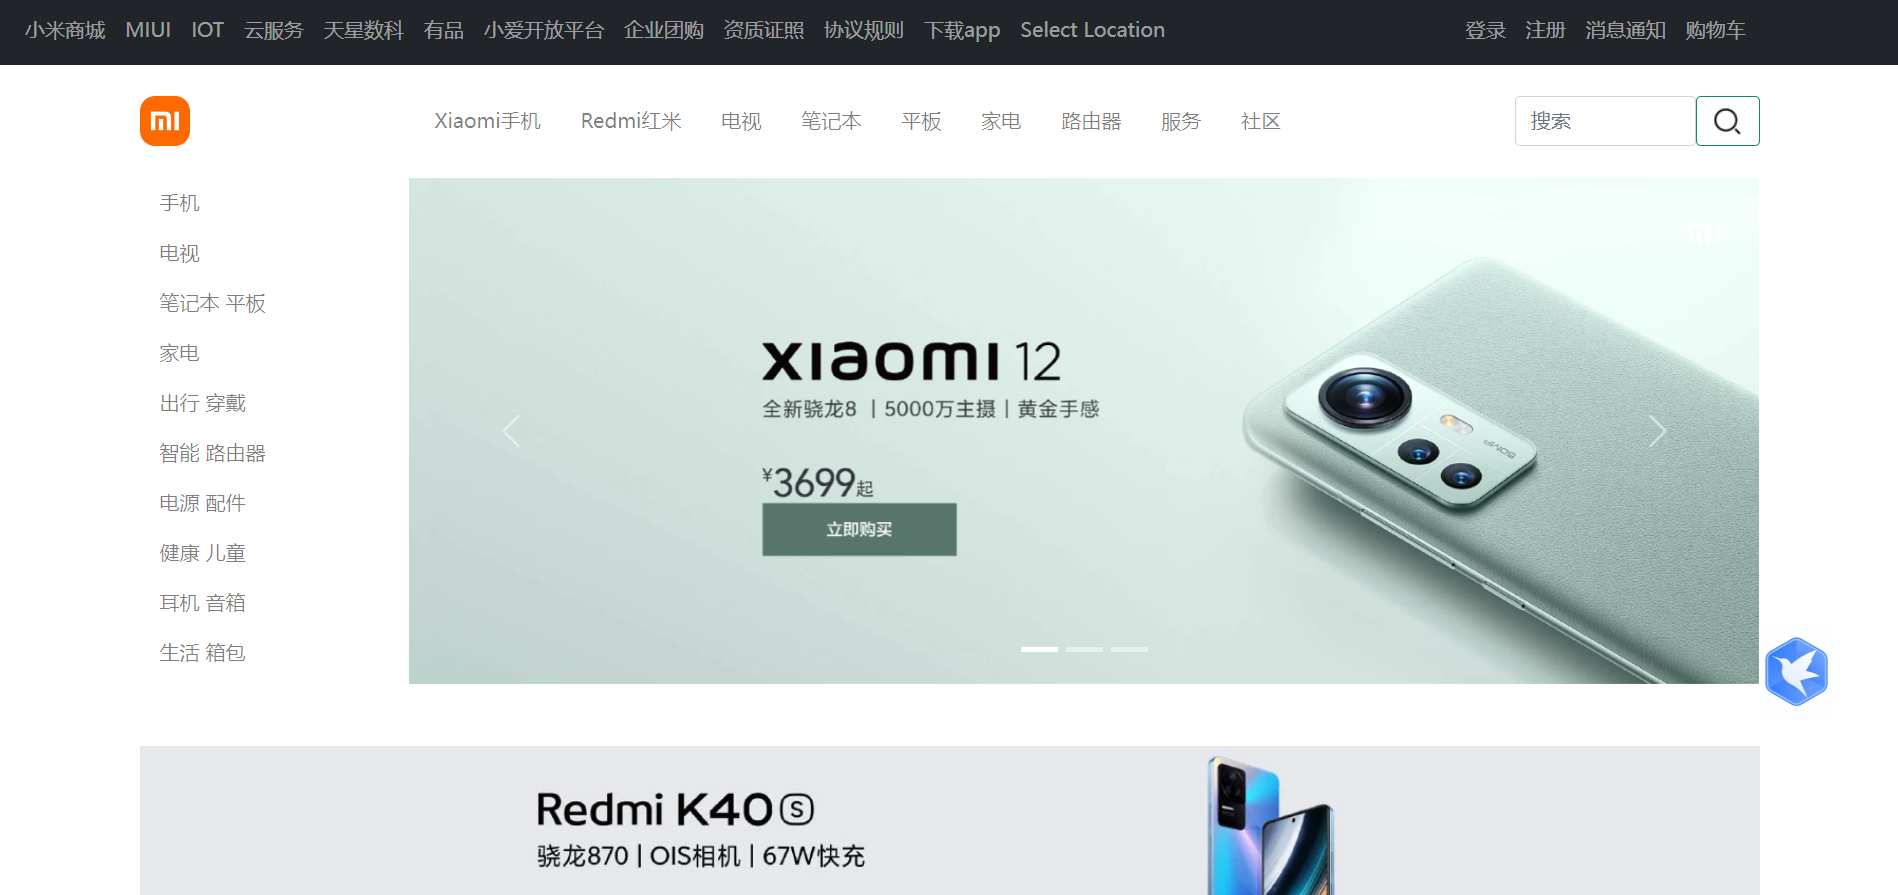 小米商城 MIUI IOT 云服务 天星数科 有品 小爱开放平台 企业团购 资质证照 协议规则 下载app Select Location 登录 注册 消息通知 购物车
Xiaomi手机 Redmi红米 电视 笔记本 平板 家电 路由器 服务 社区 搜索
手机
电视
笔记本 平板
家电
出行 穿戴
智能 路由器
电源 配件
健康 儿童
耳机 音箱
生活 箱包
xiaomi 12
全新骁龙8 | 5000万主摄 | 黄金手感
¥3699起
立即购买
50MP
Redmi K40S
骁龙870 | OIS相机 | 67W快充